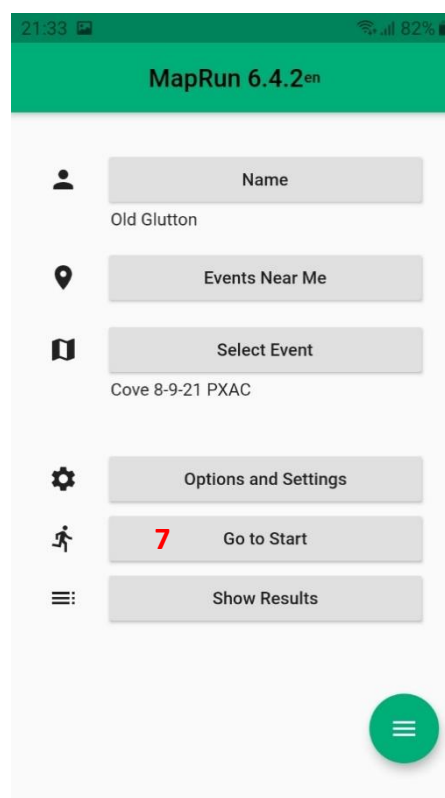 21:33 82%
MapRun 6.4.2en
Name
Old Glutton
Events Near Me
Select Event
Cove 8-9-21 PXAC
Options and Settings
7 Go to Start
Show Results